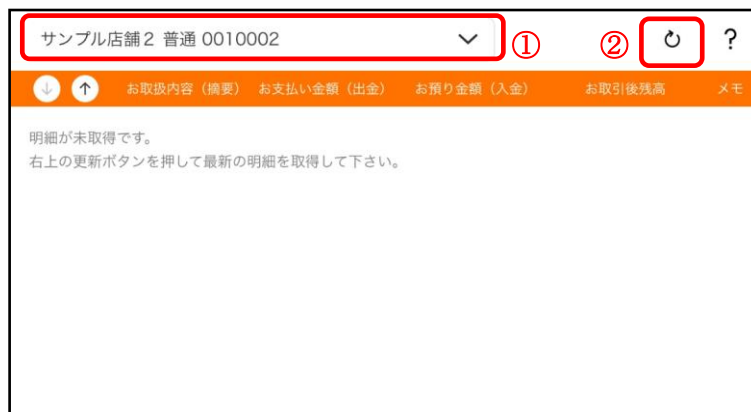 サンプル店舗２ 普通 0010002 ① ② ?
お取扱内容（摘要） お支払い金額（出金） お預り金額（入金） お取引後残高 メモ
明細が未取得です。
右上の更新ボタンを押して最新の明細を取得して下さい。